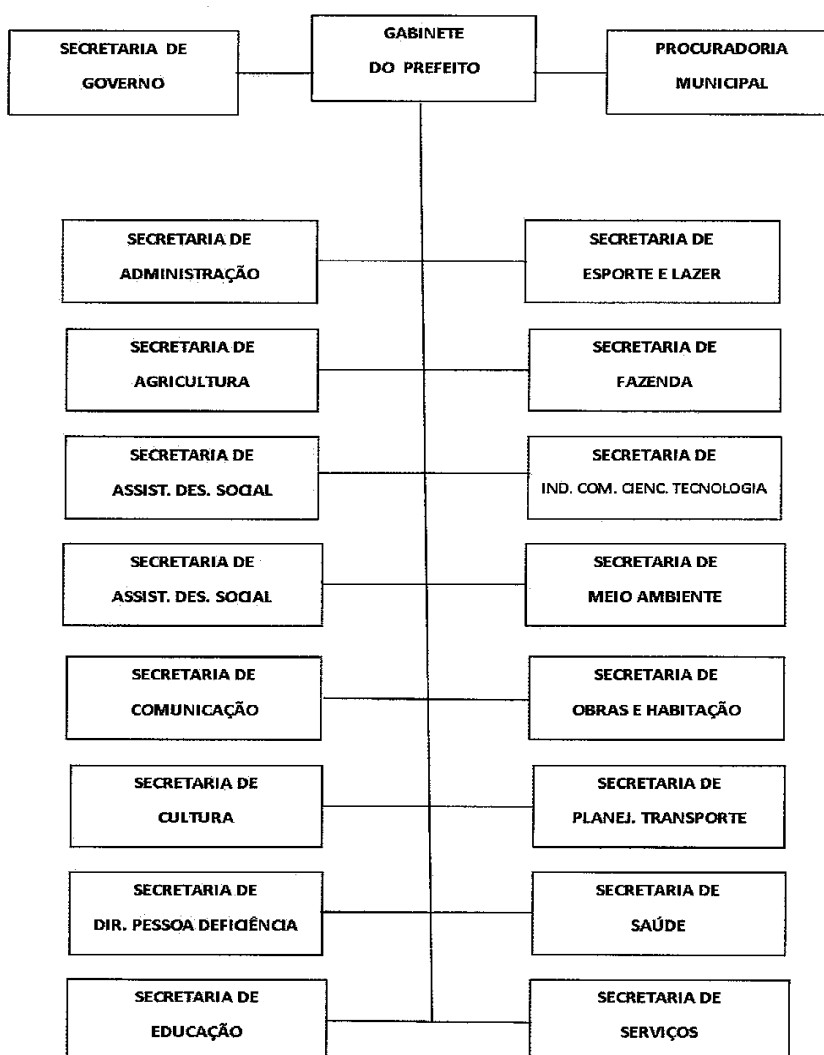 SECRETARIA DE
GOVERNO
GABINETE
DO PREFEITO
PROCURADORIA
MUNICIPAL
SECRETARIA DE
ADMINISTRAÇÃO
SECRETARIA DE
ESPORTE E LAZER
SECRETARIA DE
AGRICULTURA
SECRETARIA DE
FAZENDA
SECRETARIA DE
ASSIST. DES. SOCIAL
SECRETARIA DE
IND. COM. CIENC. TECNOLOGIA
SECRETARIA DE
ASSIST. DES. SOCIAL
SECRETARIA DE
MEIO AMBIENTE
SECRETARIA DE
COMUNICAÇÃO
SECRETARIA DE
OBRAS E HABITAÇÃO
SECRETARIA DE
CULTURA
SECRETARIA DE
PLANEJ. TRANSPORTE
SECRETARIA DE
DIR. PESSOA DEFICIÊNCIA
SECRETARIA DE
SAÚDE
SECRETARIA DE
EDUCAÇÃO
SECRETARIA DE
SERVIÇOS